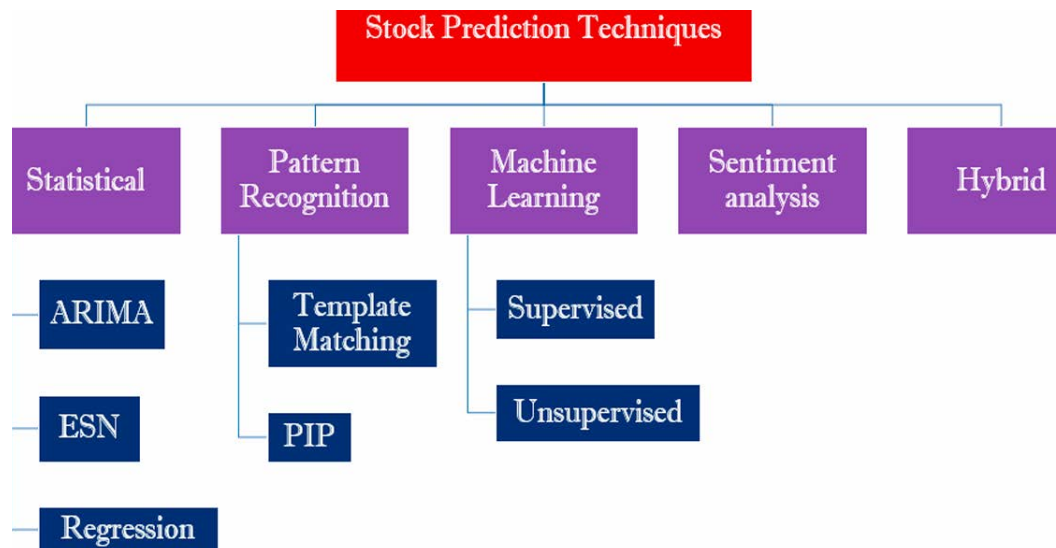 Stock Prediction Techniques
Statistical
Pattern
Recognition
Machine
Learning
Sentiment
analysis
Hybrid
ARIMA
ESN
Regression
Template
Matching
PIP
Supervised
Unsupervised